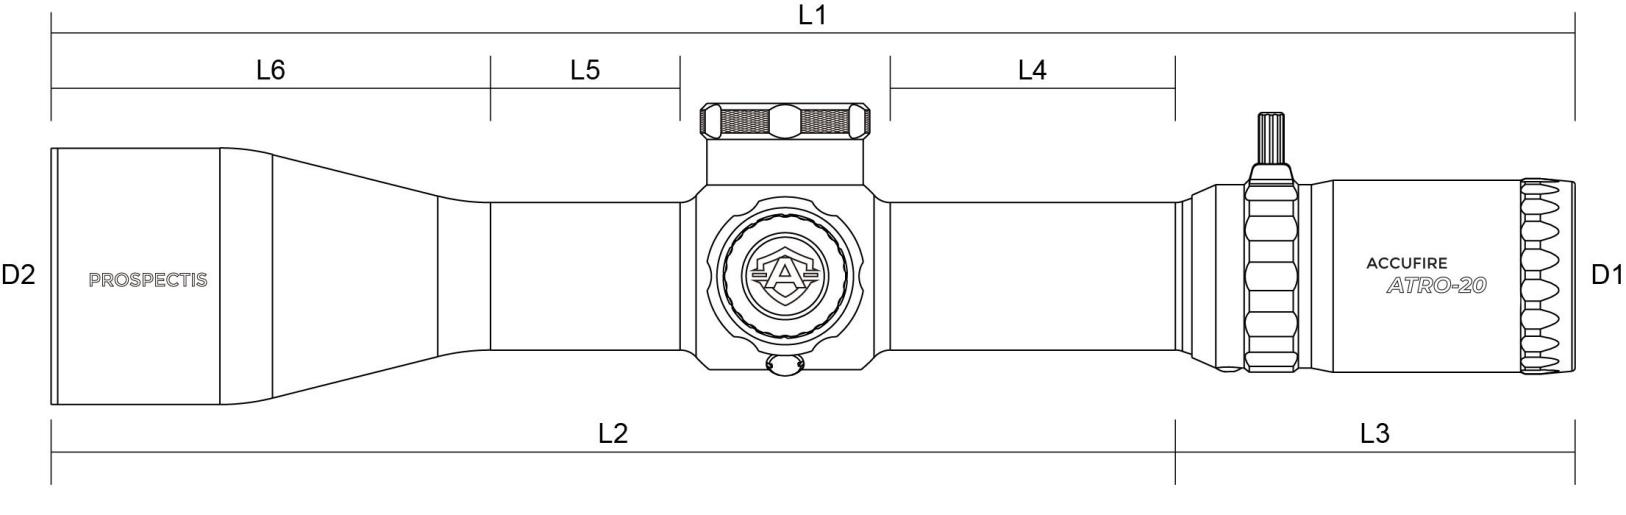 L1
L6
L5
L4
D2
PROSPECTIS
A
ACCUFIRE
ATRO-20
D1
L2
L3